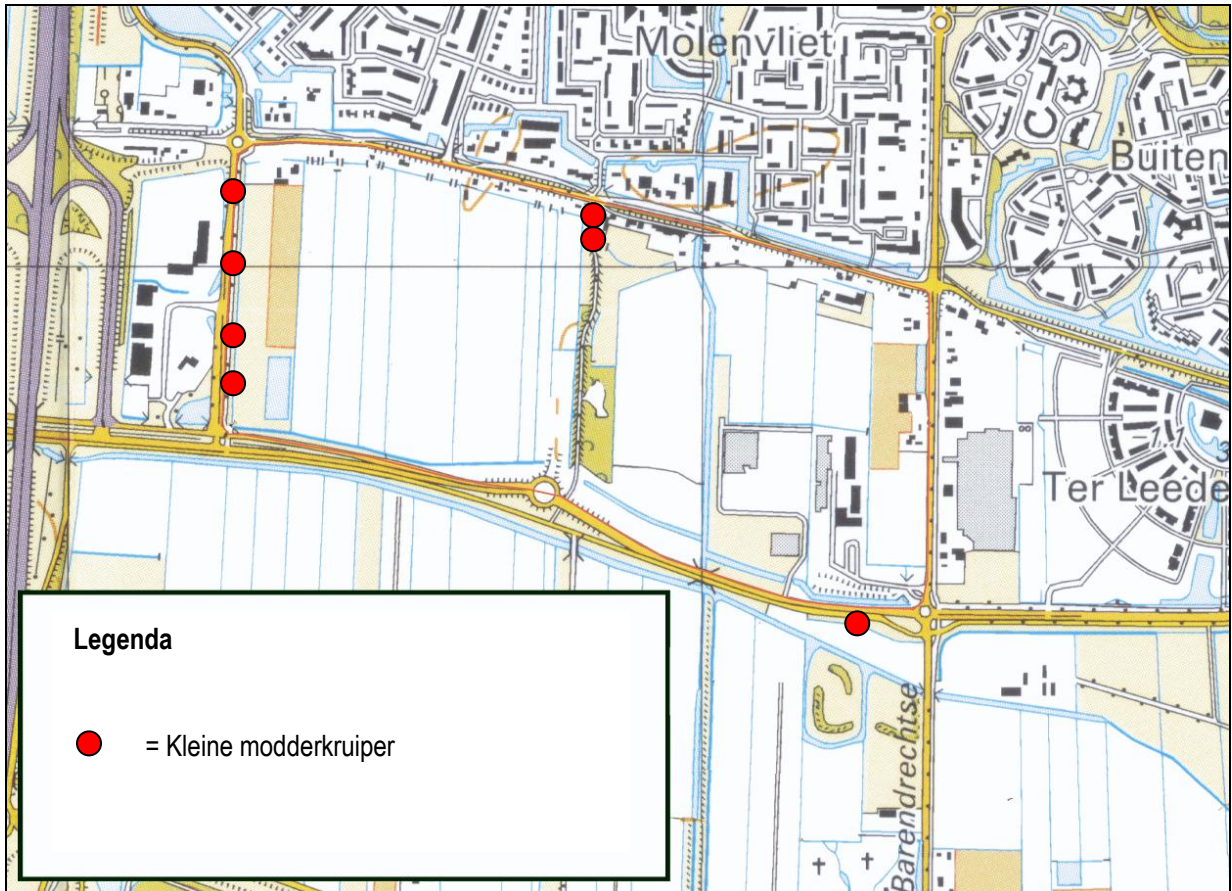 Molenvliet
Buiten
Ter Leede
Barendrechtse
Legenda
= Kleine modderkruiper